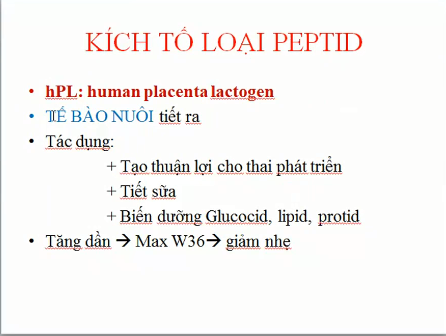 KÍCH TỐ LOẠI PEPTID
• hPL: human placenta lactogen
• TẾ BÀO NUÔI tiết ra
• Tác dụng:
+ Tạo thuận lợi cho thai phát triển
+ Tiết sữa
+ Biến dưỡng Glucocid, lipid, protid
• Tăng dần → Max W36→ giảm nhẹ